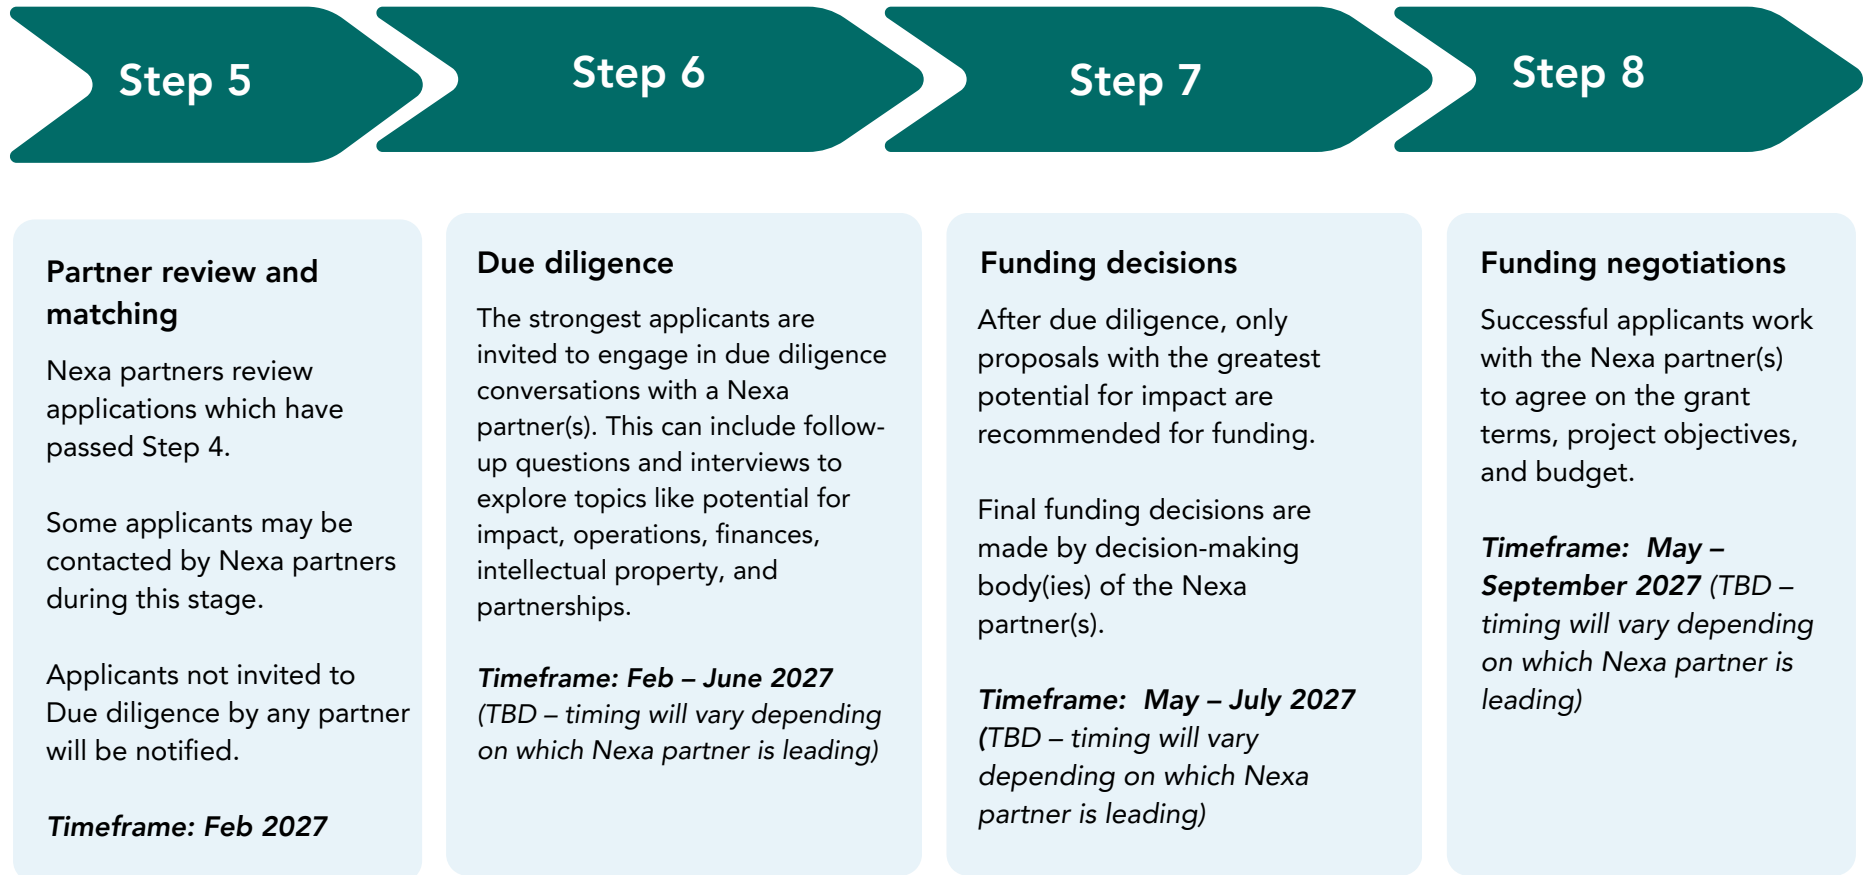 Step 5
Step 6
Step 7
Step 8
Partner review and
matching
Nexa partners review
applications which have
passed Step 4.
Some applicants may be
contacted by Nexa partners
during this stage.
Applicants not invited to
Due diligence by any partner
will be notified.
Timeframe: Feb 2027
Due diligence
The strongest applicants are
invited to engage in due diligence
conversations with a Nexa
partner(s). This can include follow-
up questions and interviews to
explore topics like potential for
impact, operations, finances,
intellectual property, and
partnerships.
Timeframe: Feb – June 2027
(TBD – timing will vary depending
on which Nexa partner is leading)
Funding decisions
After due diligence, only
proposals with the greatest
potential for impact are
recommended for funding.
Final funding decisions are
made by decision-making
body(ies) of the Nexa
partner(s).
Timeframe:  May – July 2027
(TBD – timing will vary
depending on which Nexa
partner is leading)
Funding negotiations
Successful applicants work
with the Nexa partner(s)
to agree on the grant
terms, project objectives,
and budget.
Timeframe:  May –
September 2027 (TBD –
timing will vary depending
on which Nexa partner is
leading)